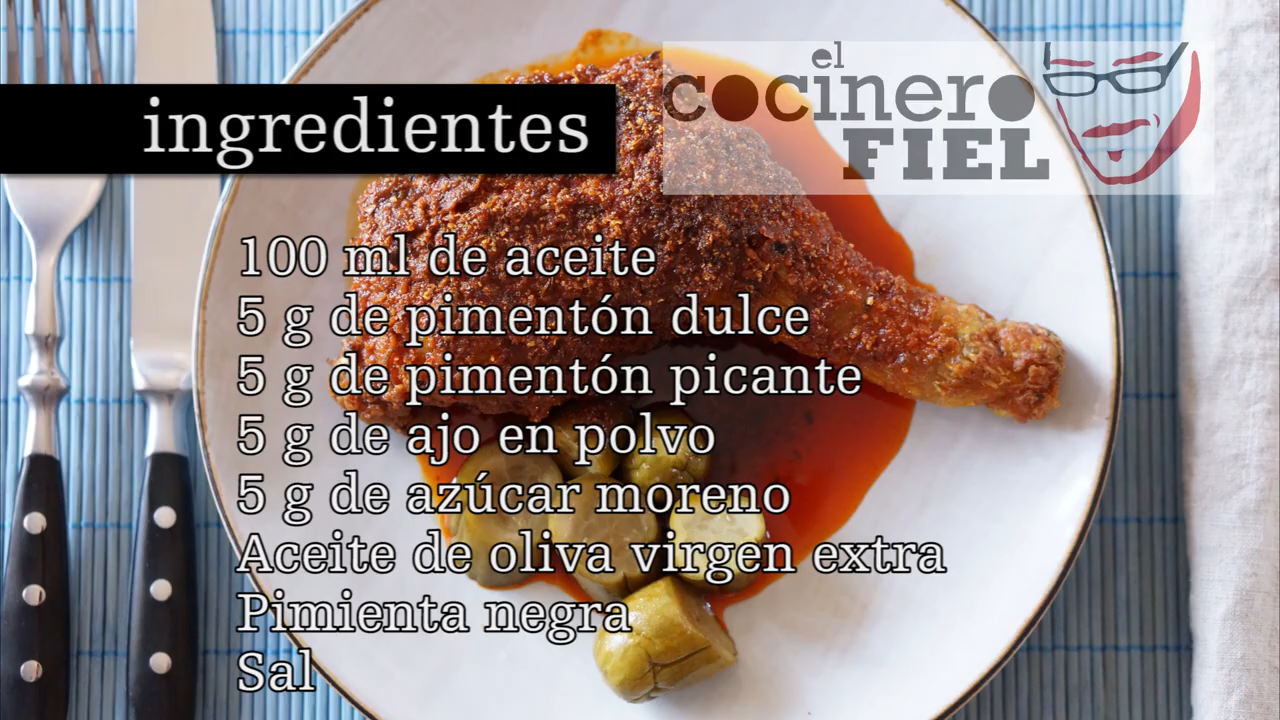 el
cocinero
FIEL
ingredientes
100 ml de aceite
5 g de pimentón dulce
5 g de pimentón picante
5 g de ajo en polvo
5 g de azúcar moreno
Aceite de oliva virgen extra
Pimienta negra
Sal